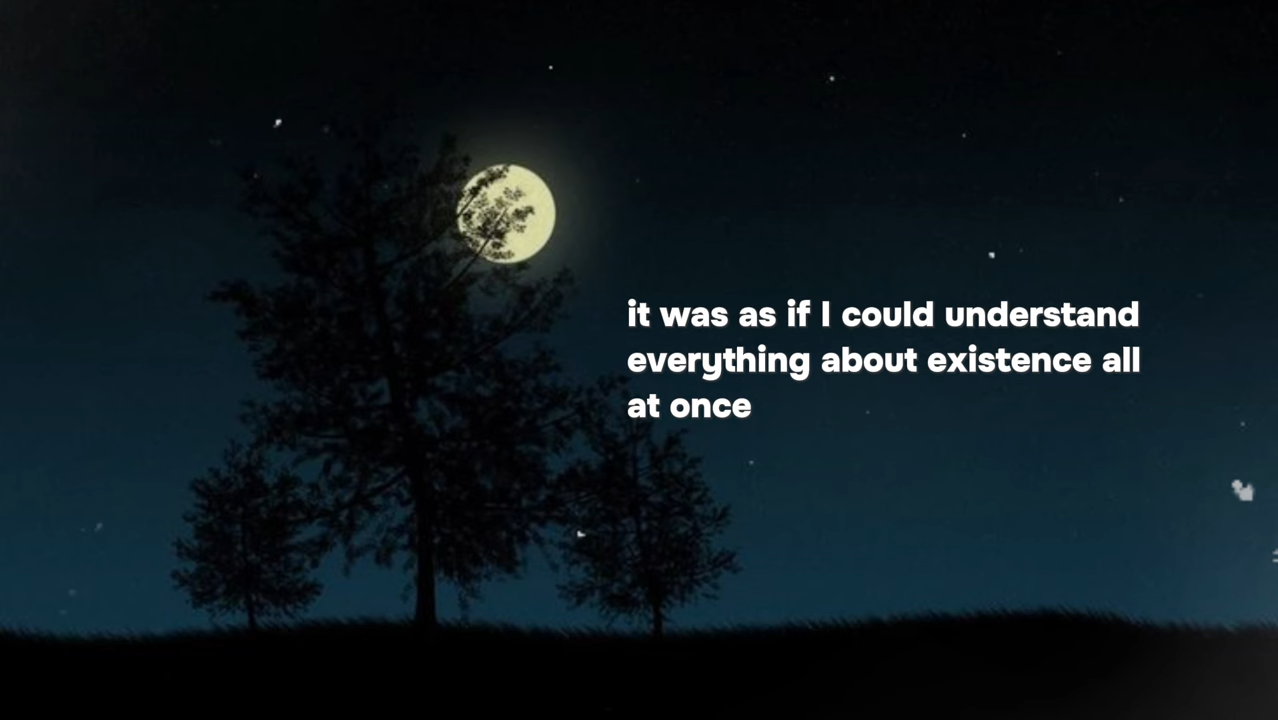 it was as if I could understand
everything about existence all
at once